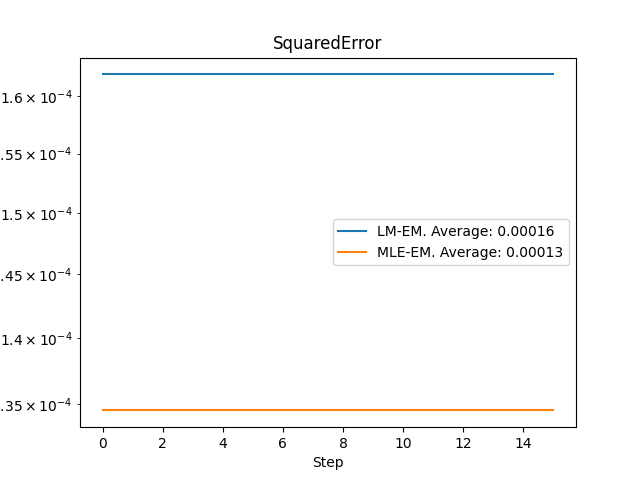 SquaredError
1.6 × 10⁻⁴
.55 × 10⁻⁴
1.5 × 10⁻⁴
.45 × 10⁻⁴
1.4 × 10⁻⁴
.35 × 10⁻⁴
LM-EM. Average: 0.00016
MLE-EM. Average: 0.00013
0 2 4 6 8 10 12 14
Step